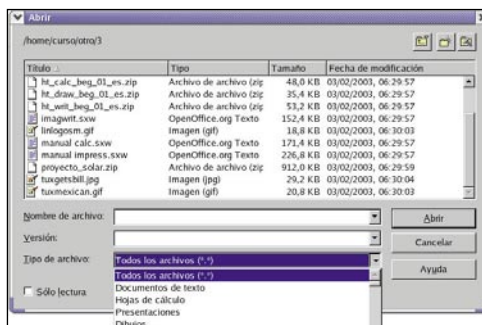 Abrir
/home/curso/otro/3
Título Tipo Tamaño Fecha de modificación
ht_calc_beg_01_es.zip Archivo de archivo (zip 48,0 KB 03/02/2003, 06:29:57
ht_draw_beg_01_es.zip Archivo de archivo (zip 35,4 KB 03/02/2003, 06:29:57
ht_writ_beg_01_es.zip Archivo de archivo (zip 53,2 KB 03/02/2003, 06:29:57
imagwrit.sxw OpenOffice.org Texto 152,4 KB 03/02/2003, 06:29:57
linlogosm.gif Imagen (gif) 18,8 KB 03/02/2003, 06:30:03
manual calc.sxw OpenOffice.org Texto 171,4 KB 03/02/2003, 06:29:57
manual impress.sxw OpenOffice.org Texto 226,8 KB 03/02/2003, 06:29:57
proyecto_solar.zip Archivo de archivo (zip 912,0 KB 03/02/2003, 06:29:59
tuxgetsbill.jpg Imagen (jpg) 29,2 KB 03/02/2003, 06:30:04
tuxmexican.gif Imagen (gif) 20,8 KB 03/02/2003, 06:30:03
Nombre de archivo: Abrir
Versión: Cancelar
Tipo de archivo: Todos los archivos (*.*)
Todos los archivos (*.*) Ayuda
Documentos de texto
Sólo lectura Hojas de cálculo
Presentaciones
Dibujos